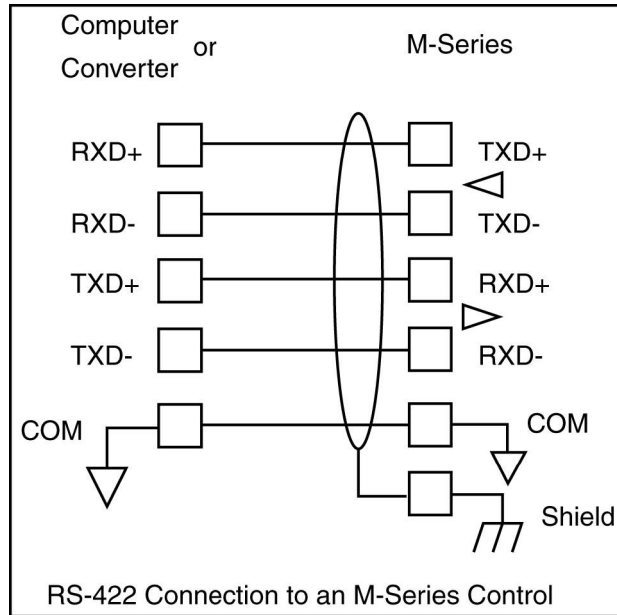 Computer or
Converter
M-Series
RXD+
TXD+
RXD-
TXD-
TXD+
RXD+
TXD-
RXD-
COM
COM
Shield
RS-422 Connection to an M-Series Control